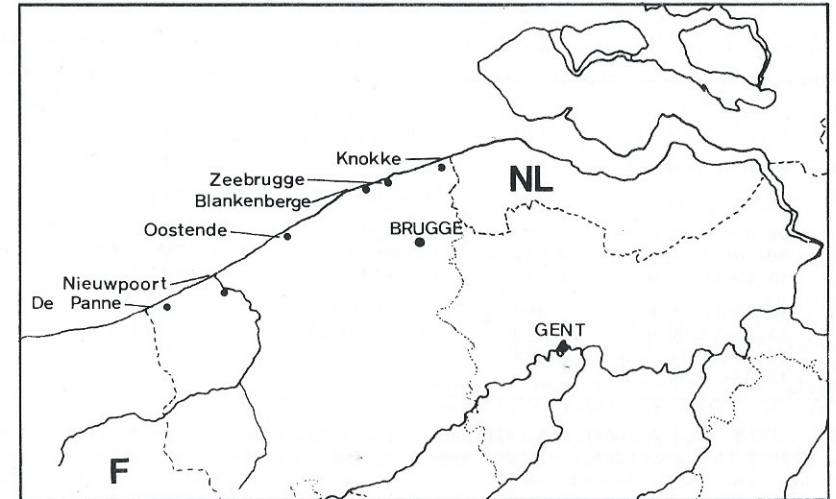 Knokke
Zeebrugge
NL
Blankenberge
Oostende
BRUGGE
Nieuwpoort
De Panne
GENT
F